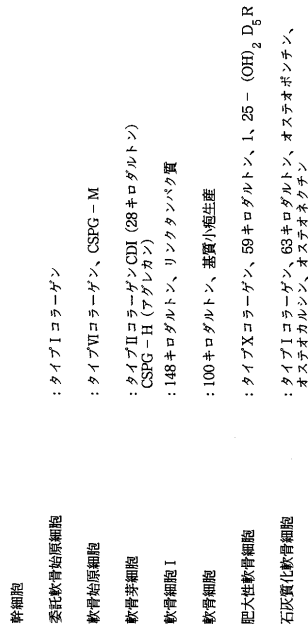 幹細胞
委託軟骨始原細胞 : タイプIコラーゲン
軟骨始原細胞 : タイプVIコラーゲン、CSPG-M
軟骨芽細胞 : タイプIIコラーゲンCDI (28キロダルトン)
CSPG-H (アグレカン)
軟骨細胞 I : 148キロダルトン、リンクタンパク質
軟骨細胞 : 100キロダルトン、基質小疱生産
肥大性軟骨細胞 : タイプXコラーゲン、59キロダルトン、1、25-(OH)2 D5 R
石灰質化軟骨細胞 : タイプIコラーゲン、63キロダルトン、オステオポンチン、
オステオカルシン、オステオネクチン